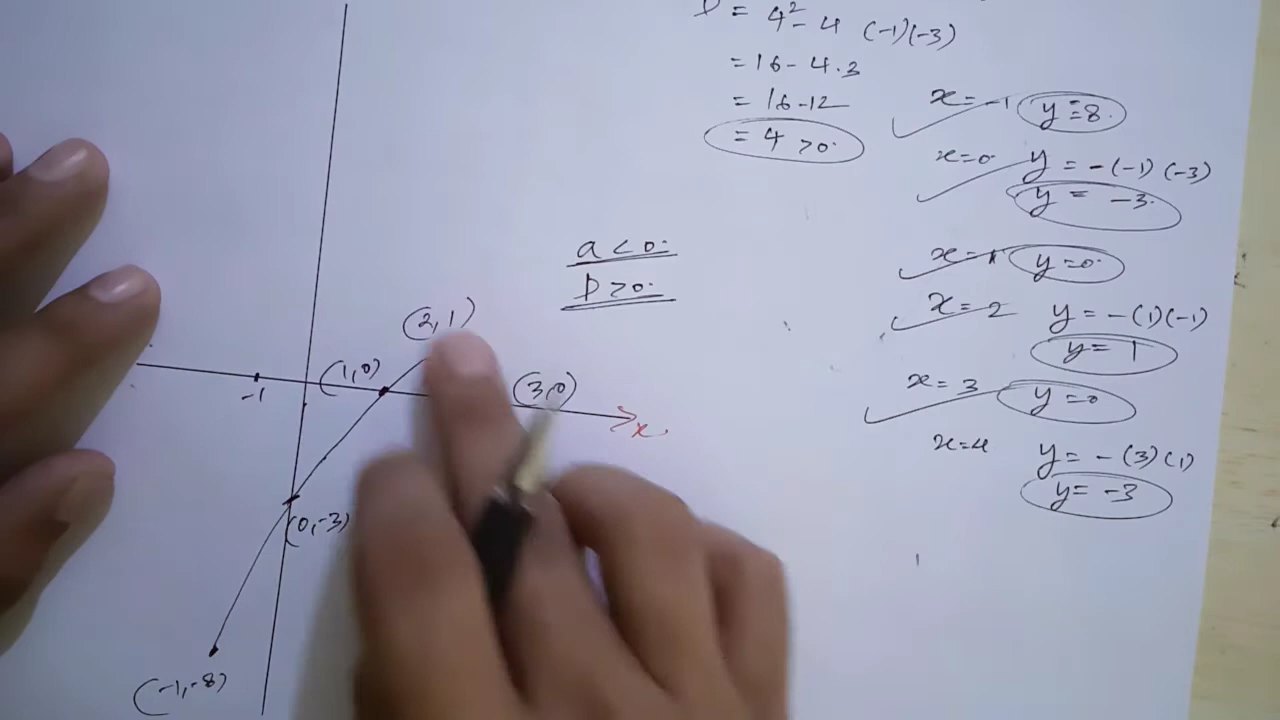 D = 4² - 4 (-1)(-3)
= 16 - 4.3
= 16 - 12
= 4 > 0.
x = -1 y = 8.
x = 0. y = -(-1)(-3)
y = -3.
x = 1 y = 0.
x = 2 y = -(1)(-1)
y = 1
x = 3 y = 0
x = 4 y = -(3)(1)
y = -3
a < 0.
D > 0.
(2,1)
(1,0)
(3,0)
-1
x
(0,-3)
(-1,-8)